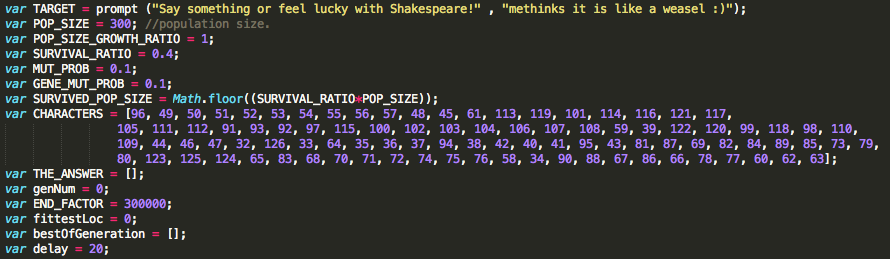 var TARGET = prompt ("Say something or feel lucky with Shakespeare!" , "methinks it is like a weasel :)");
var POP_SIZE = 300; //population size.
var POP_SIZE_GROWTH_RATIO = 1;
var SURVIVAL_RATIO = 0.4;
var MUT_PROB = 0.1;
var GENE_MUT_PROB = 0.1;
var SURVIVED_POP_SIZE = Math.floor((SURVIVAL_RATIO*POP_SIZE));
var CHARACTERS = [96, 49, 50, 51, 52, 53, 54, 55, 56, 57, 48, 45, 61, 113, 119, 101, 114, 116, 121, 117,
105, 111, 112, 91, 93, 92, 97, 115, 100, 102, 103, 104, 106, 107, 108, 59, 39, 122, 120, 99, 118, 98, 110,
109, 44, 46, 47, 32, 126, 33, 64, 35, 36, 37, 94, 38, 42, 40, 41, 95, 43, 81, 87, 69, 82, 84, 89, 85, 73, 79,
80, 123, 125, 124, 65, 83, 68, 70, 71, 72, 74, 75, 76, 58, 34, 90, 88, 67, 86, 66, 78, 77, 60, 62, 63];
var THE_ANSWER = [];
var genNum = 0;
var END_FACTOR = 300000;
var fittestLoc = 0;
var bestOfGeneration = [];
var delay = 20;